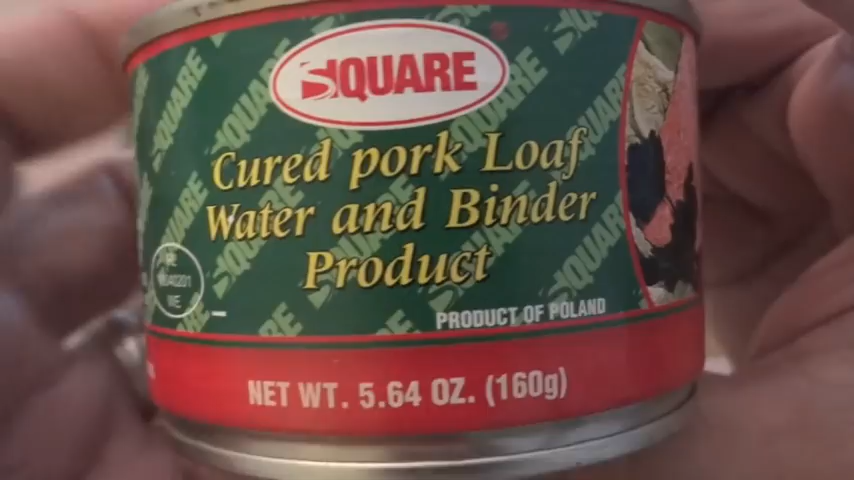 SQUARE
Cured pork Loaf
Water and Binder
Product
PRODUCT OF POLAND
NET WT. 5.64 OZ. (160g)